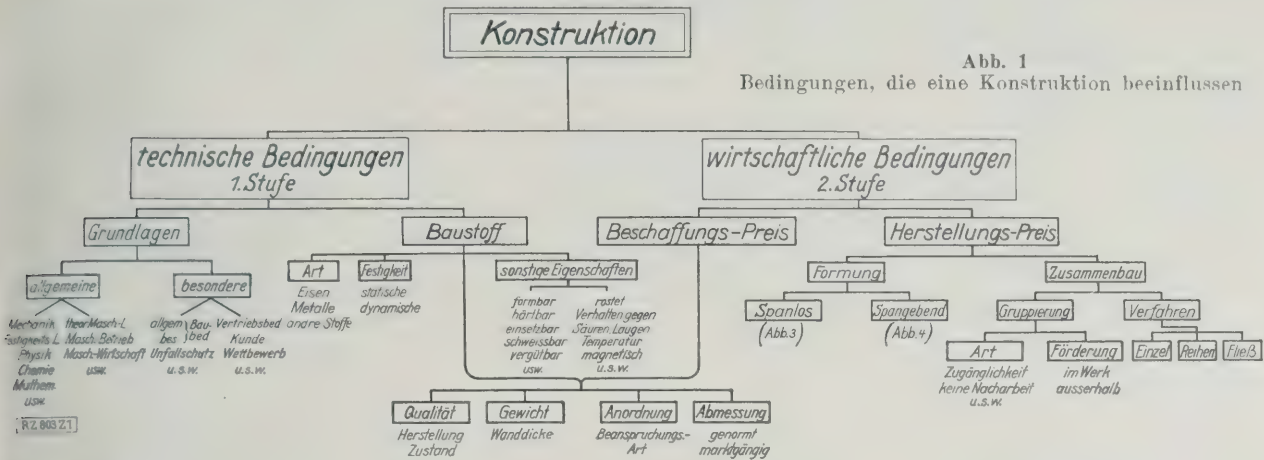 Konstruktion
Abb. 1
Bedingungen, die eine Konstruktion beeinflussen
technische Bedingungen
1. Stufe
wirtschaftliche Bedingungen
2. Stufe
Grundlagen
Baustoff
Beschaffungs-Preis
Herstellungs-Preis
allgemeine
besondere
Mechanik
Festigkeits L
Physik
Chemie
Mathem.
usw.
theor. Masch.-L
Masch. Betrieb
Masch.-Wirtschaft
usw.
allgem Bau-
bes bed
Unfallschutz
u.s.w.
Vertriebsbed
Kunde
Wettbewerb
u.s.w.
Art
Eisen
Metalle
andre Stoffe
Festigkeit
statische
dynamische
sonstige Eigenschaften
formbar
härtbar
einsetzbar
schweissbar
vergütbar
usw.
rostet
Verhalten gegen
Säuren, Laugen
Temperatur
magnetisch
u.s.w.
Formung
Zusammenbau
Spanlos
(Abb. 3)
Spangebend
(Abb. 4)
Gruppierung
Verfahren
Art
Zugänglichkeit
keine Nacharbeit
u.s.w.
Förderung
im Werk
ausserhalb
Einzel
Reihen
Fließ
Qualität
Herstellung
Zustand
Gewicht
Wanddicke
Anordnung
Beanspruchungs-
Art
Abmessung
genormt
marktgängig
RZ 803 Z1